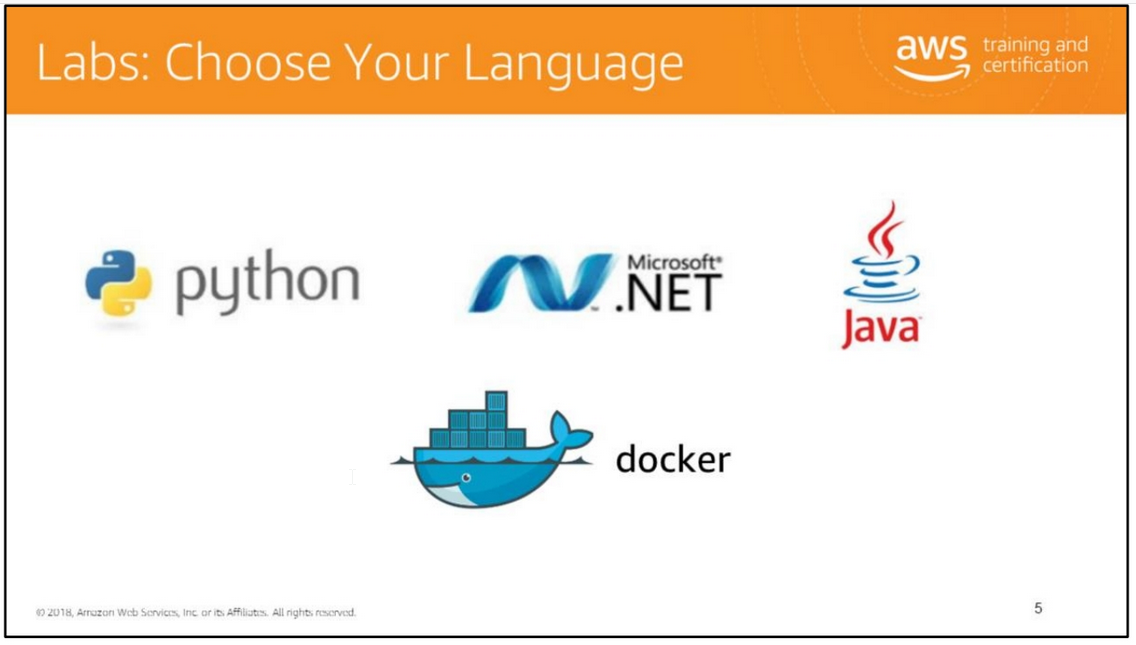 Labs: Choose Your Language
aws training and
certification
python
Microsoft®
.NET
Java
docker
© 2018, Amazon Web Services, Inc. or its Affiliates. All rights reserved.
5